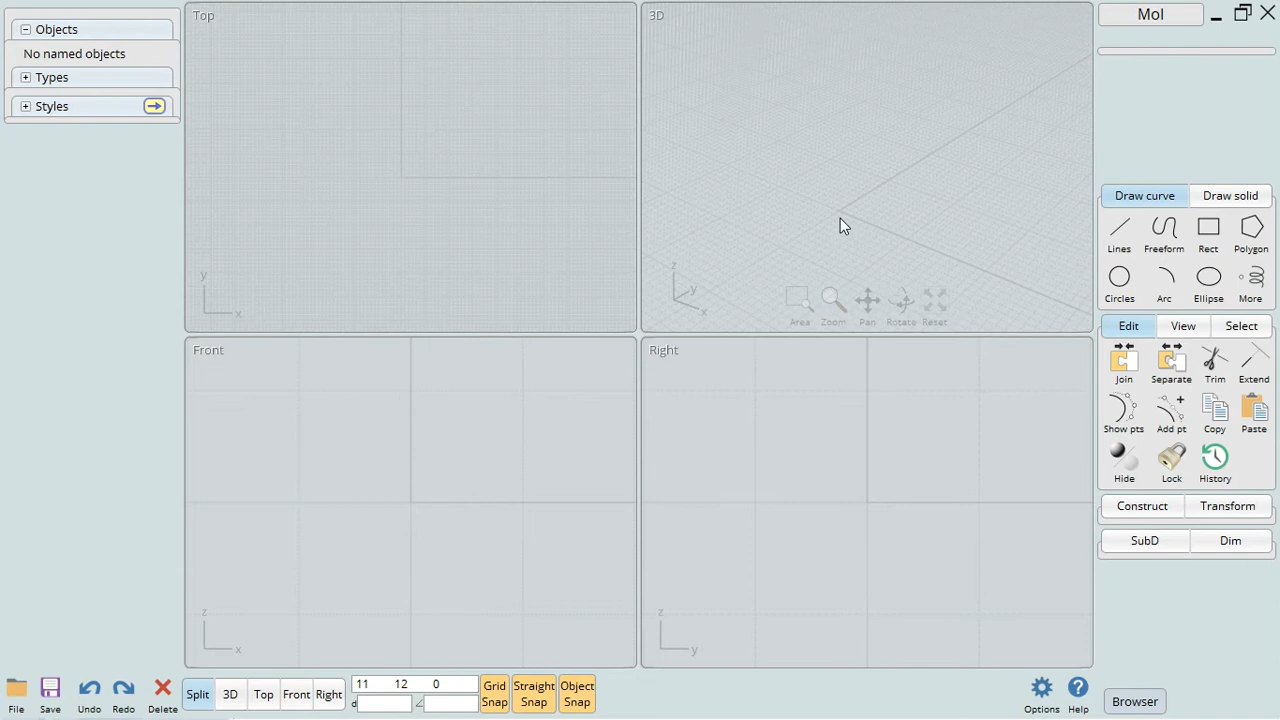 Objects
No named objects
Types
Styles
Top
y
x
3D
z
y
x
Area
Zoom
Pan
Rotate
Reset
Front
z
x
Right
z
y
MoI
Draw curve
Draw solid
Lines
Freeform
Rect
Polygon
Circles
Arc
Ellipse
More
Edit
View
Select
Join
Separate
Trim
Extend
Show pts
Add pt
Copy
Paste
Hide
Lock
History
Construct
Transform
SubD
Dim
File
Save
Undo
Redo
Delete
Split
3D
Top
Front
Right
11 12 0
d
Grid
Snap
Straight
Snap
Object
Snap
Options
Help
Browser